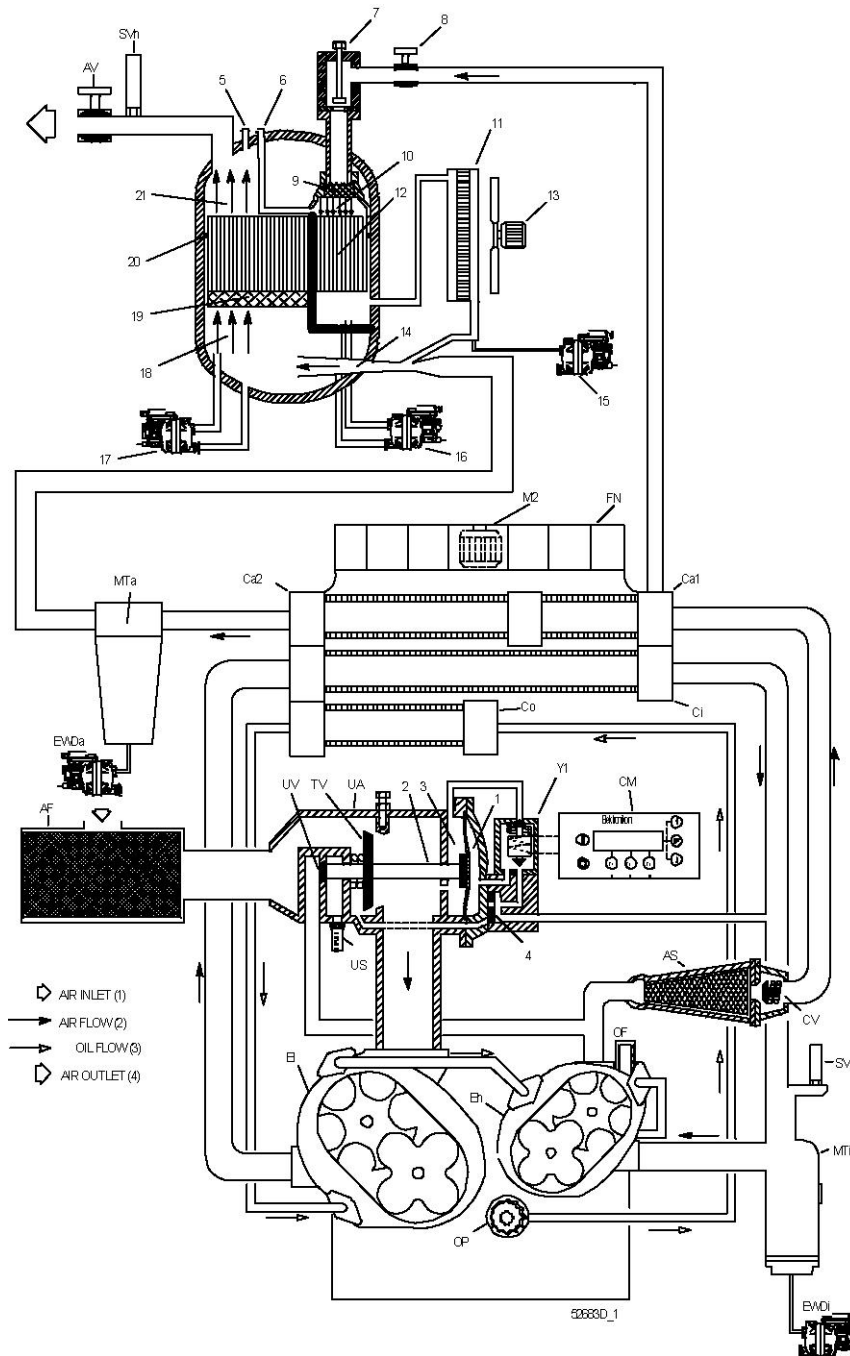 7
8
SVh
AV
5
6
11
10
9
12
21
13
20
19
14
18
15
17
16
M2
FN
Ca2
Ca1
MTa
Co
Ci
EWDa
UV
TV
UA
2
3
1
Y1
CM
AF
Elektronikon
US
4
AS
AIR INLET (1)
AIR FLOW (2)
OIL FLOW (3)
AIR OUTLET (4)
CV
OF
El
Eh
SVi
MTi
OP
52683D_1
EWDi